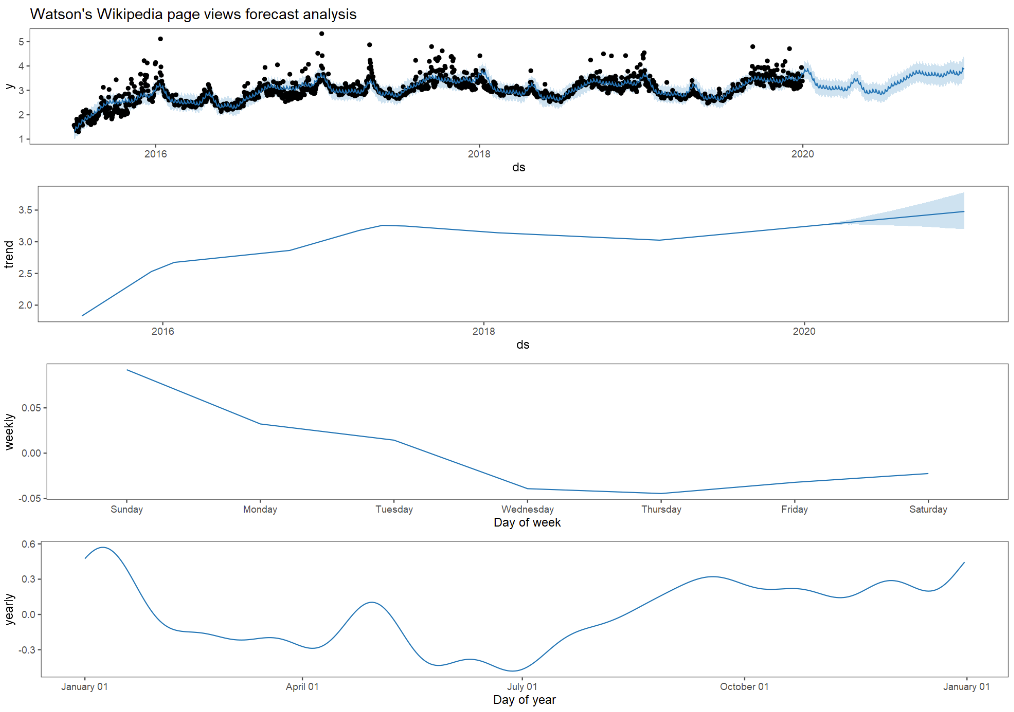 Watson's Wikipedia page views forecast analysis
5
4
3
2
1
y
2016 2018 2020
ds
3.5
3.0
2.5
2.0
trend
2016 2018 2020
ds
0.05
0.00
-0.05
weekly
Sunday Monday Tuesday Wednesday Thursday Friday Saturday
Day of week
0.6
0.3
0.0
-0.3
yearly
January 01 April 01 July 01 October 01 January 01
Day of year